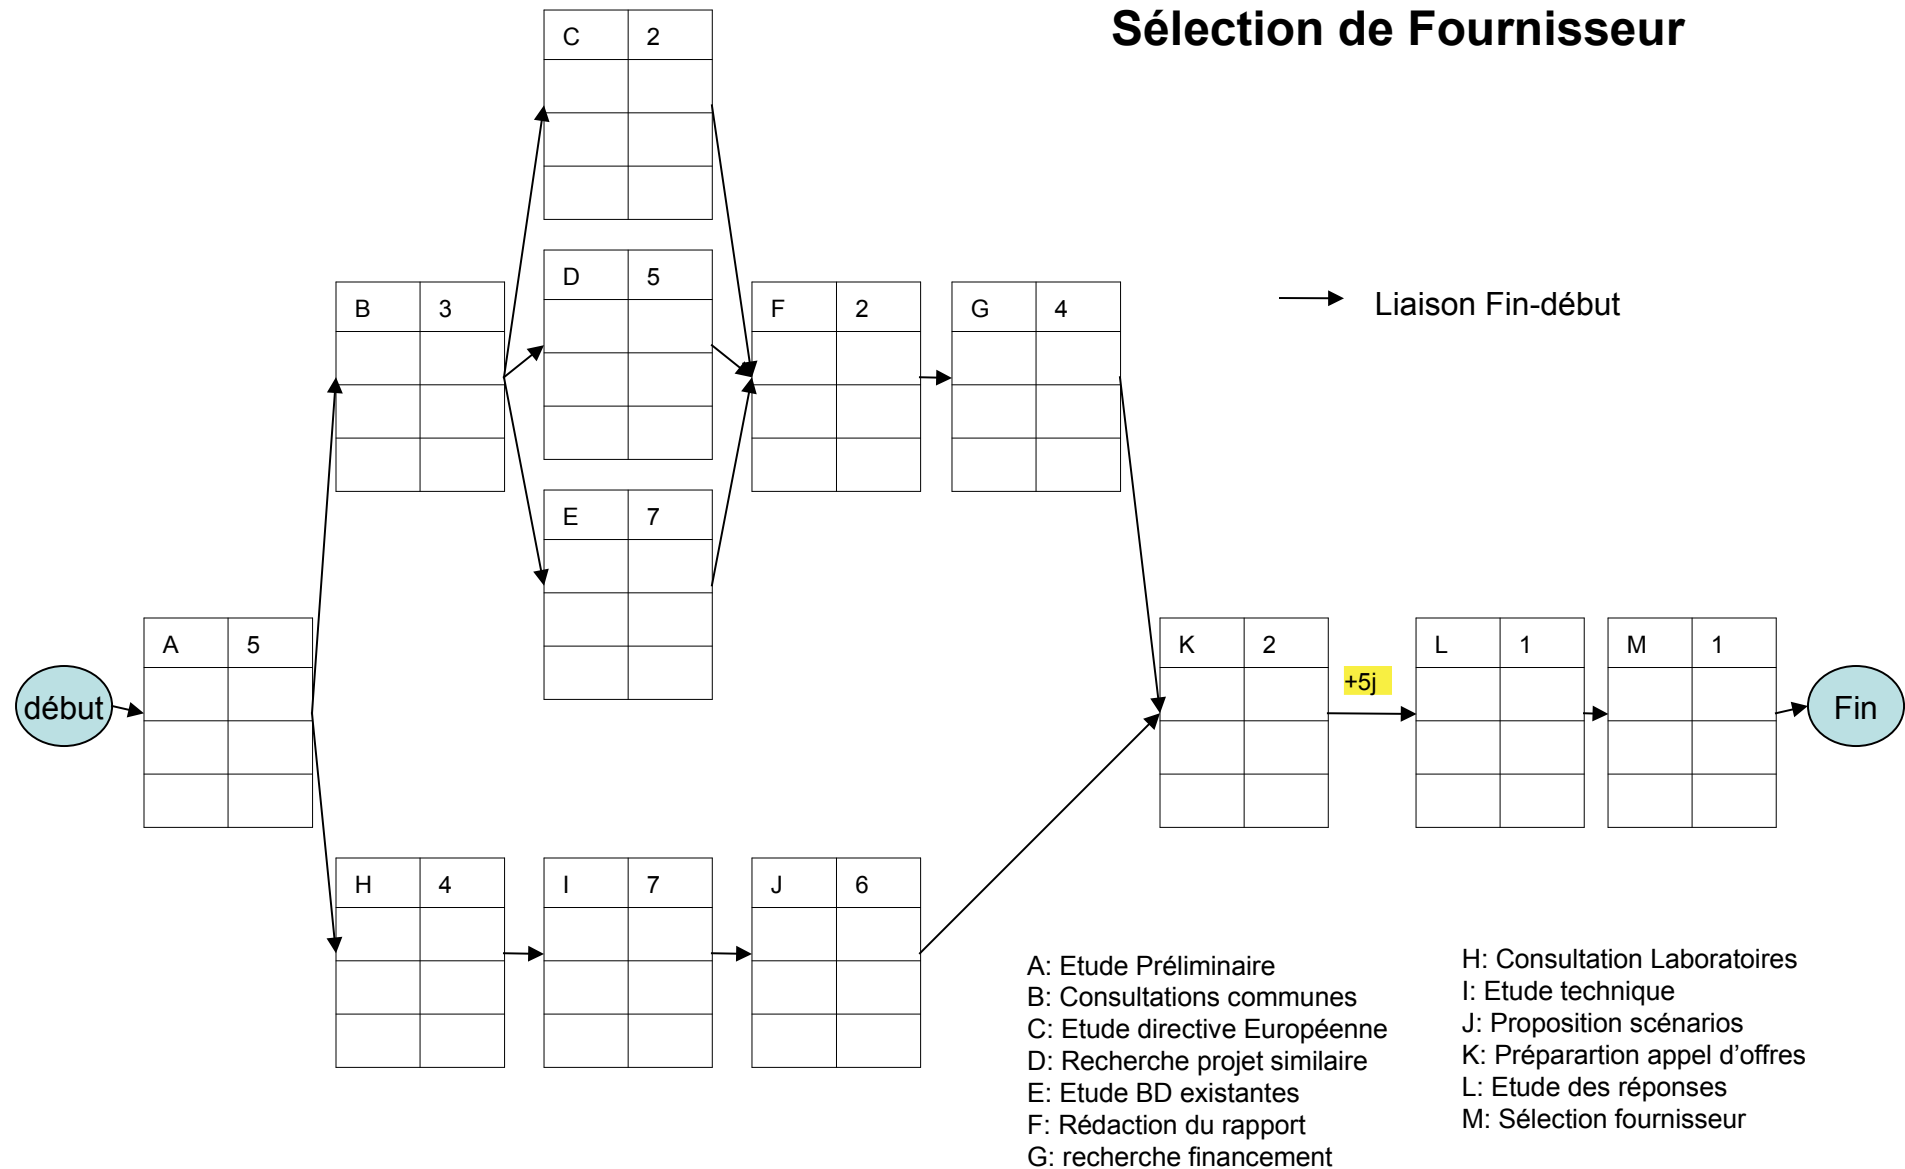 Sélection de Fournisseur
C 2
D 5
B 3
F 2
G 4
Liaison Fin-début
E 7
A 5
K 2
L 1
M 1
+5j
début
Fin
H 4
I 7
J 6
A: Etude Préliminaire
B: Consultations communes
C: Etude directive Européenne
D: Recherche projet similaire
E: Etude BD existantes
F: Rédaction du rapport
G: recherche financement
H: Consultation Laboratoires
I: Etude technique
J: Proposition scénarios
K: Préparartion appel d’offres
L: Etude des réponses
M: Sélection fournisseur